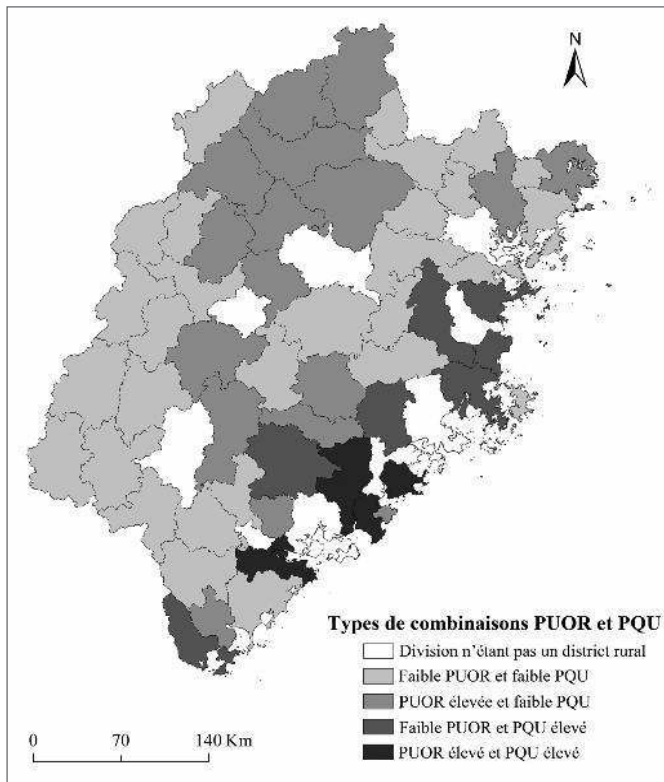 N
Types de combinaisons PUOR et PQU
Division n'étant pas un district rural
Faible PUOR et faible PQU
PUOR élevée et faible PQU
Faible PUOR et PQU élevé
PUOR élevé et PQU élevé
0 70 140 Km